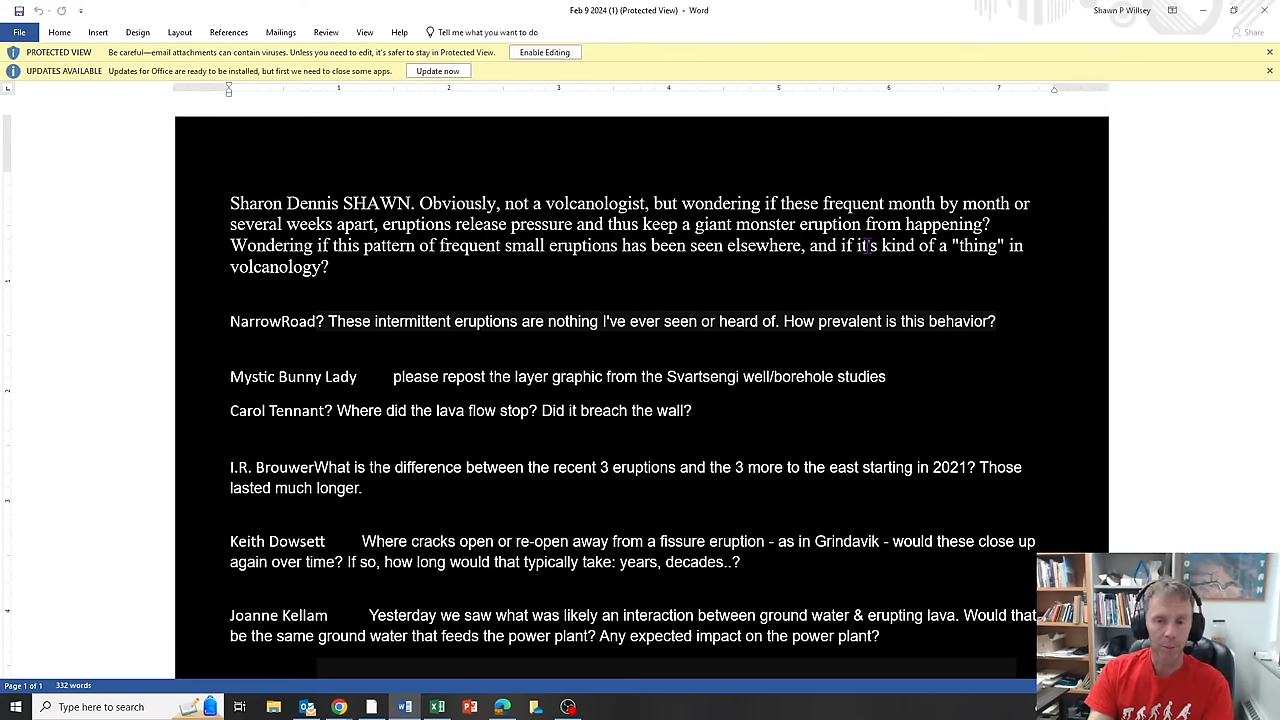 Feb 9 2024 (1) (Protected View) - Word
Shawn P Willsey
File Home Insert Design Layout References Mailings Review View Help Tell me what you want to do Share
PROTECTED VIEW Be careful—email attachments can contain viruses. Unless you need to edit, it's safer to stay in Protected View. Enable Editing
UPDATES AVAILABLE Updates for Office are ready to be installed, but first we need to close some apps. Update now
1 2 3 4 5 6 7
Sharon Dennis SHAWN. Obviously, not a volcanologist, but wondering if these frequent month by month or
several weeks apart, eruptions release pressure and thus keep a giant monster eruption from happening?
Wondering if this pattern of frequent small eruptions has been seen elsewhere, and if it's kind of a "thing" in
volcanology?
NarrowRoad? These intermittent eruptions are nothing I've ever seen or heard of. How prevalent is this behavior?
Mystic Bunny Lady please repost the layer graphic from the Svartsengi well/borehole studies
Carol Tennant? Where did the lava flow stop? Did it breach the wall?
I.R. BrouwerWhat is the difference between the recent 3 eruptions and the 3 more to the east starting in 2021? Those
lasted much longer.
Keith Dowsett Where cracks open or re-open away from a fissure eruption - as in Grindavik - would these close up
again over time? If so, how long would that typically take: years, decades..?
Joanne Kellam Yesterday we saw what was likely an interaction between ground water & erupting lava. Would that
be the same ground water that feeds the power plant? Any expected impact on the power plant?
Page 1 of 1 332 words
Type here to search